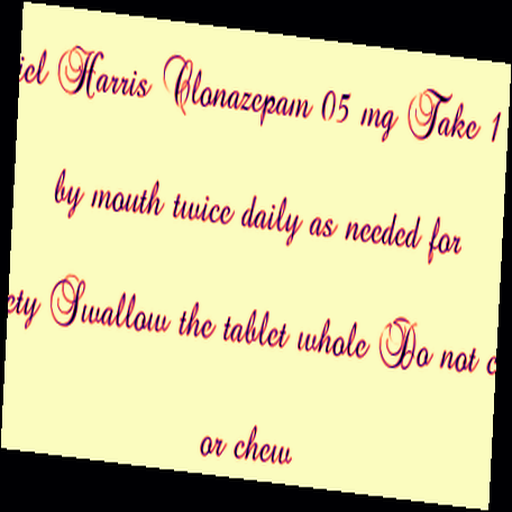 Harris Clonazepam 05 mg Take 1
by mouth twice daily as needed for
Swallow the tablet whole Do not
or chew